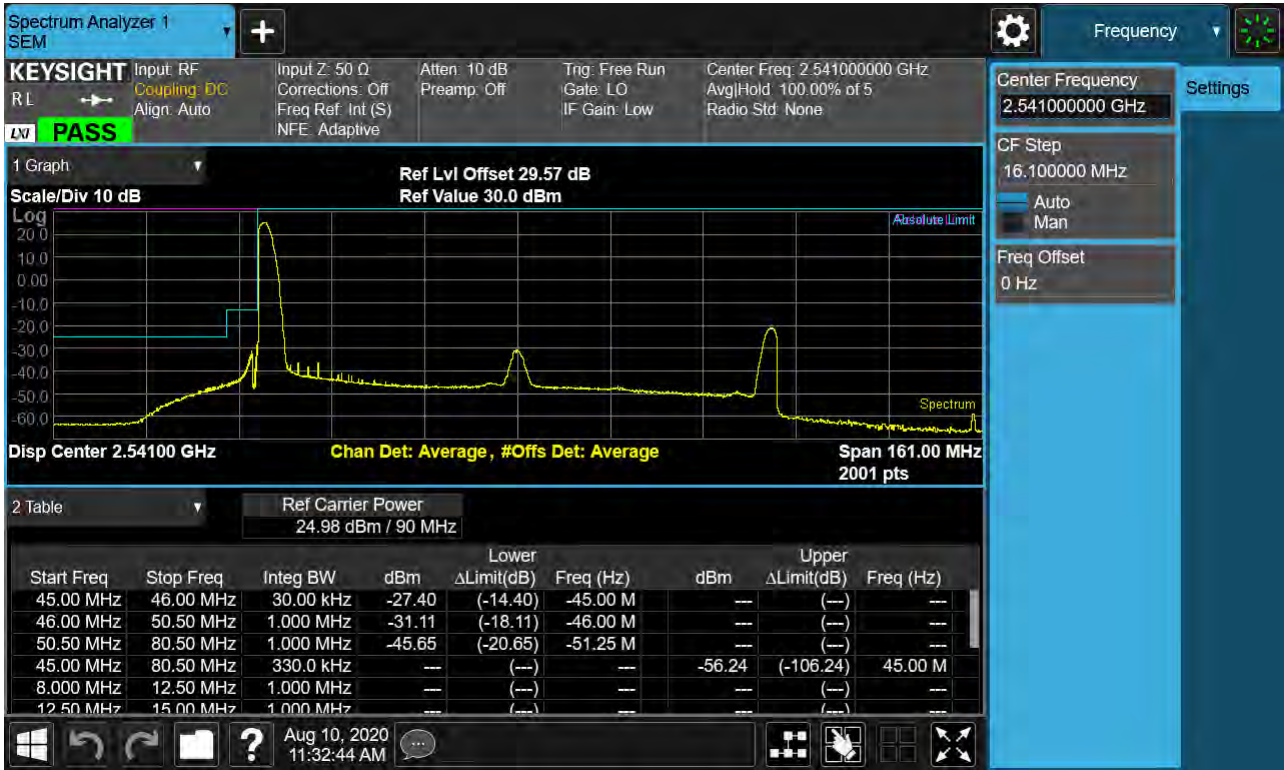 Spectrum Analyzer 1
SEM
+
Frequency
KEYSIGHT
RL
LXI PASS
Input: RF
Coupling: DC
Align: Auto
Input Z: 50 Ω
Corrections: Off
Freq Ref: Int (S)
NFE: Adaptive
Atten: 10 dB
Preamp: Off
Trig: Free Run
Gate: LO
IF Gain: Low
Center Freq: 2.541000000 GHz
Avg|Hold: 100.00% of 5
Radio Std: None
Center Frequency
2.541000000 GHz
Settings
CF Step
16.100000 MHz
Auto
Man
Freq Offset
0 Hz
1 Graph
Scale/Div 10 dB
Ref Lvl Offset 29.57 dB
Ref Value 30.0 dBm
Log
20.0
10.0
0.00
-10.0
-20.0
-30.0
-40.0
-50.0
-60.0
Absolute Limit
Spectrum
Disp Center 2.54100 GHz
Chan Det: Average , #Offs Det: Average
Span 161.00 MHz
2001 pts
2 Table
Ref Carrier Power
24.98 dBm / 90 MHz
Lower Upper
Start Freq Stop Freq Integ BW dBm ΔLimit(dB) Freq (Hz) dBm ΔLimit(dB) Freq (Hz)
45.00 MHz 46.00 MHz 30.00 kHz -27.40 (-14.40) -45.00 M --- (---) ---
46.00 MHz 50.50 MHz 1.000 MHz -31.11 (-18.11) -46.00 M --- (---) ---
50.50 MHz 80.50 MHz 1.000 MHz -45.65 (-20.65) -51.25 M --- (---) ---
45.00 MHz 80.50 MHz 330.0 kHz --- (---) --- -56.24 (-106.24) 45.00 M
8.000 MHz 12.50 MHz 1.000 MHz --- (---) --- --- (---) ---
12.50 MHz 15.00 MHz 1.000 MHz --- (---) --- --- (---) ---
?
Aug 10, 2020
11:32:44 AM